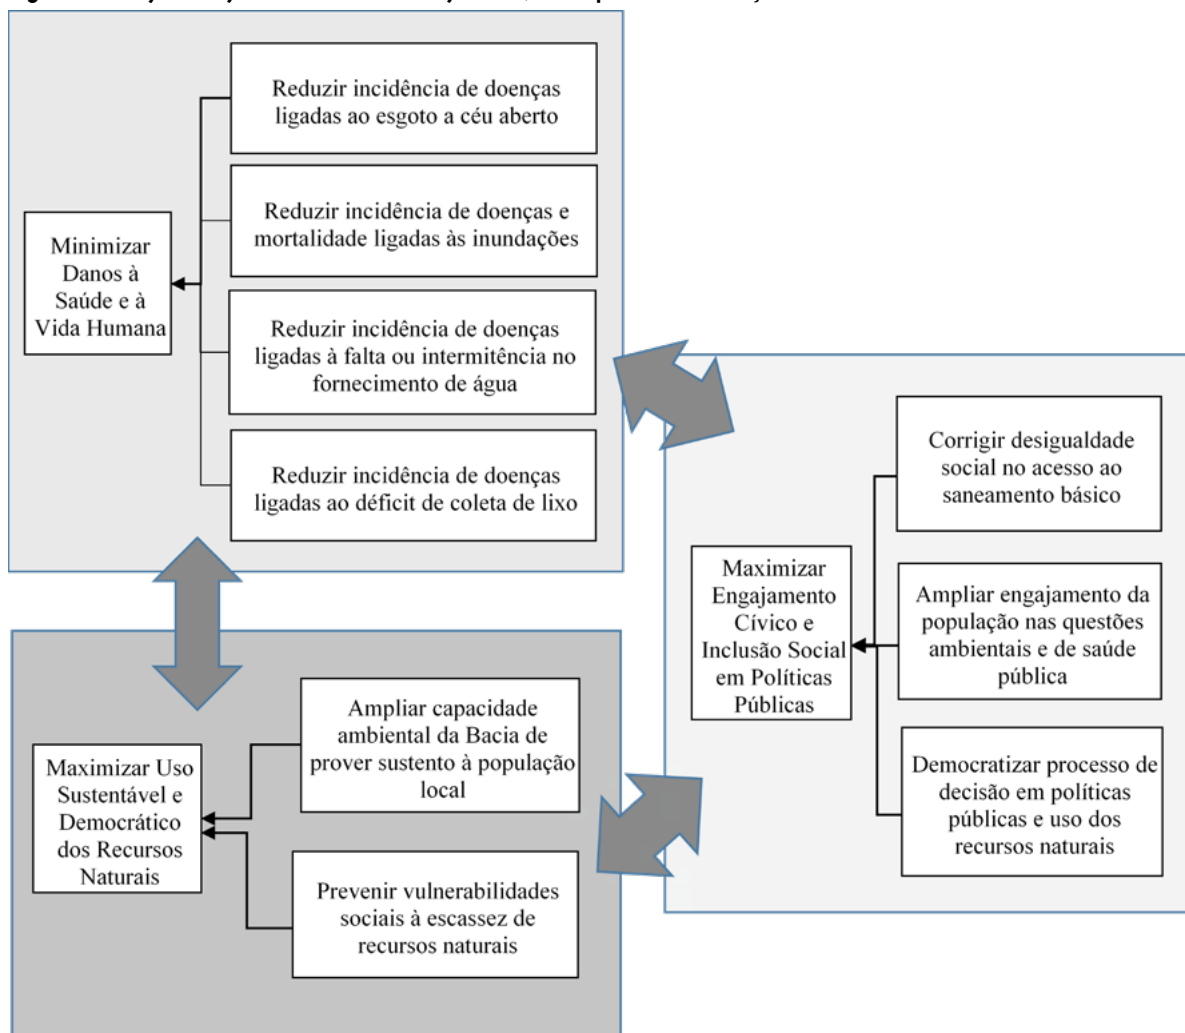 Reduzir incidência de doenças
ligadas ao esgoto a céu aberto
Reduzir incidência de doenças e
mortalidade ligadas às inundações
Minimizar
Danos à
Saúde e à
Vida Humana
Reduzir incidência de doenças
ligadas à falta ou intermitência no
fornecimento de água
Reduzir incidência de doenças
ligadas ao déficit de coleta de lixo
Corrigir desigualdade
social no acesso ao
saneamento básico
Maximizar
Engajamento
Cívico e
Inclusão Social
em Políticas
Públicas
Ampliar engajamento da
população nas questões
ambientais e de saúde
pública
Democratizar processo de
decisão em políticas
públicas e uso dos
recursos naturais
Ampliar capacidade
ambiental da Bacia de
prover sustento à população
local
Maximizar Uso
Sustentável e
Democrático
dos Recursos
Naturais
Prevenir vulnerabilidades
sociais à escassez de
recursos naturais